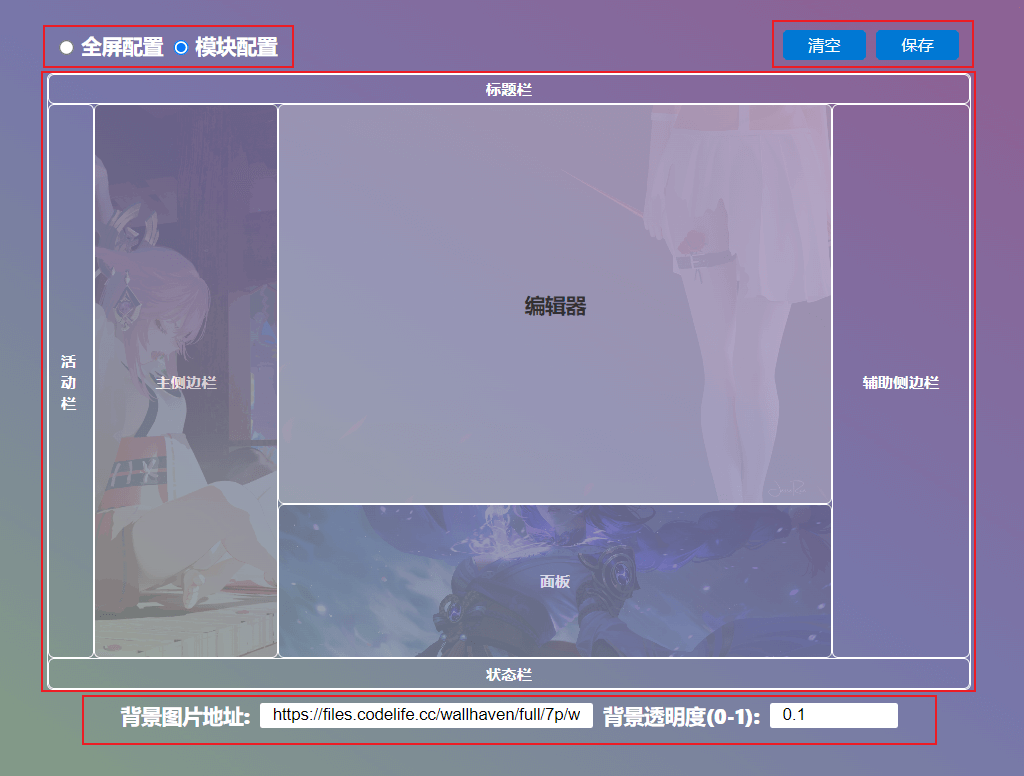 全屏配置 模块配置 清空 保存
标题栏
活动栏
主侧边栏
编辑器
辅助侧边栏
面板
状态栏
背景图片地址: https://files.codelife.cc/wallhaven/full/7p/w 背景透明度(0-1): 0.1